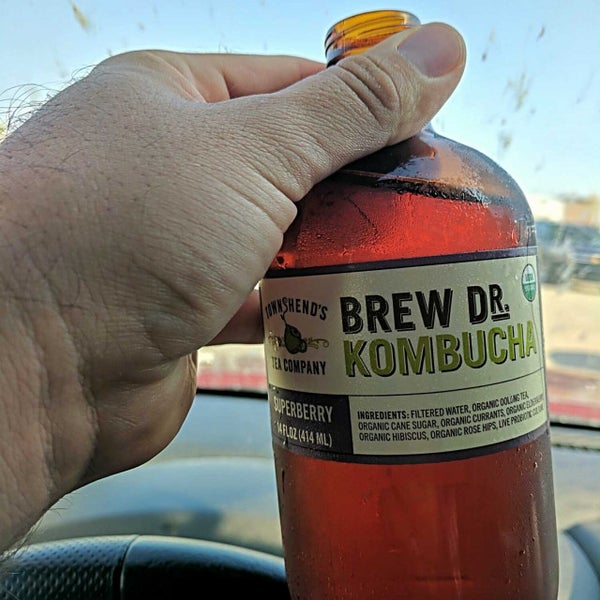 TOWNSHEND'S
TEA COMPANY
BREW DR.
KOMBUCHA
SUPERBERRY
14 FL OZ (414 ML)
INGREDIENTS: FILTERED WATER, ORGANIC OOLONG TEA,
ORGANIC CANE SUGAR, ORGANIC CURRANTS, ORGANIC
ORGANIC HIBISCUS, ORGANIC ROSE HIPS, LIVE PROBIOTIC